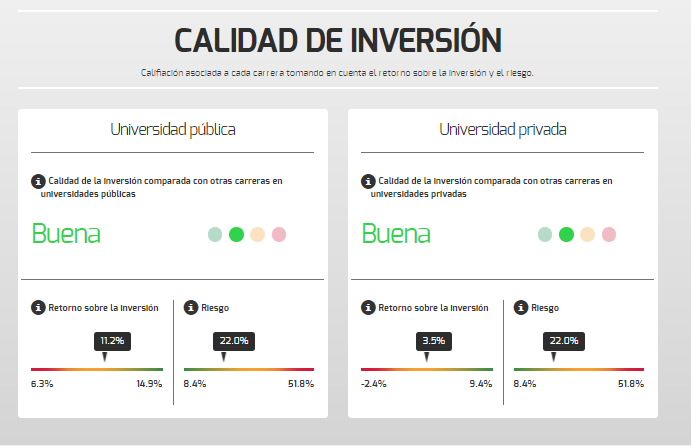 CALIDAD DE INVERSIÓN
Califiación asociada a cada carrera tomando en cuenta el retorno sobre la inversión y el riesgo.
Universidad pública
Calidad de la inversión comparada con otras carreras en
universidades públicas
Buena
Retorno sobre la inversión
11.2%
6.3% 14.9%
Riesgo
22.0%
8.4% 51.8%
Universidad privada
Calidad de la inversión comparada con otras carreras en
universidades privadas
Buena
Retorno sobre la inversión
3.5%
-2.4% 9.4%
Riesgo
22.0%
8.4% 51.8%